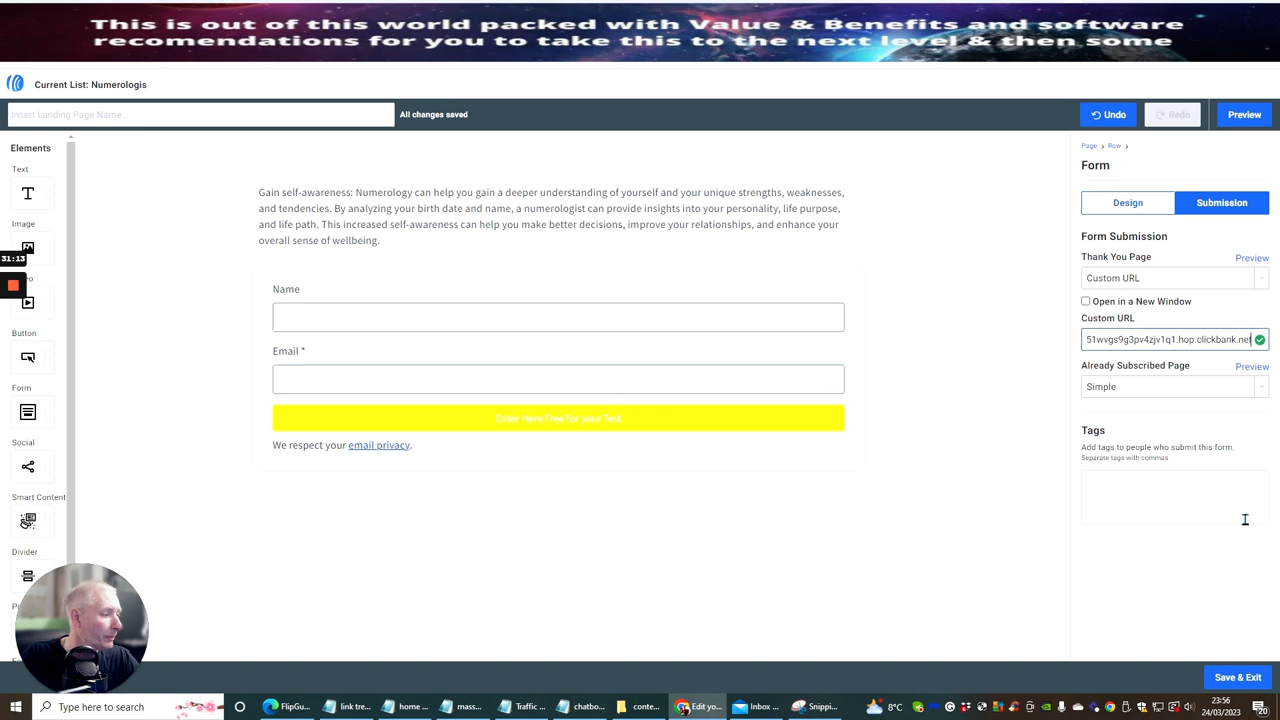 This is out of this world packed with Value & Benefits and software
recomendations for you to take this to the next level & then some
Current List: Numerologis
Insert Landing Page Name...
All changes saved
Undo
Redo
Preview
Elements
Text
Image
31:13
Button
Form
Social
Smart Content
Divider
Gain self-awareness: Numerology can help you gain a deeper understanding of yourself and your unique strengths, weaknesses,
and tendencies. By analyzing your birth date and name, a numerologist can provide insights into your personality, life purpose,
and life path. This increased self-awareness can help you make better decisions, improve your relationships, and enhance your
overall sense of wellbeing.
Name
Email *
Enter Here Free for your Test
We respect your email privacy.
Page > Row >
Form
Design
Submission
Form Submission
Thank You Page
Preview
Custom URL
Open in a New Window
Custom URL
51wvgs9g3pv4zjv1q1.hop.clickbank.net
Already Subscribed Page
Preview
Simple
Tags
Add tags to people who submit this form.
Separate tags with commas
Save & Exit
Type here to search
FlipGu...
link tre...
home ...
mass...
Traffic ...
chatbo...
conte...
Edit yo...
Inbox ...
Snippi...
8°C
23:56
24/03/2023